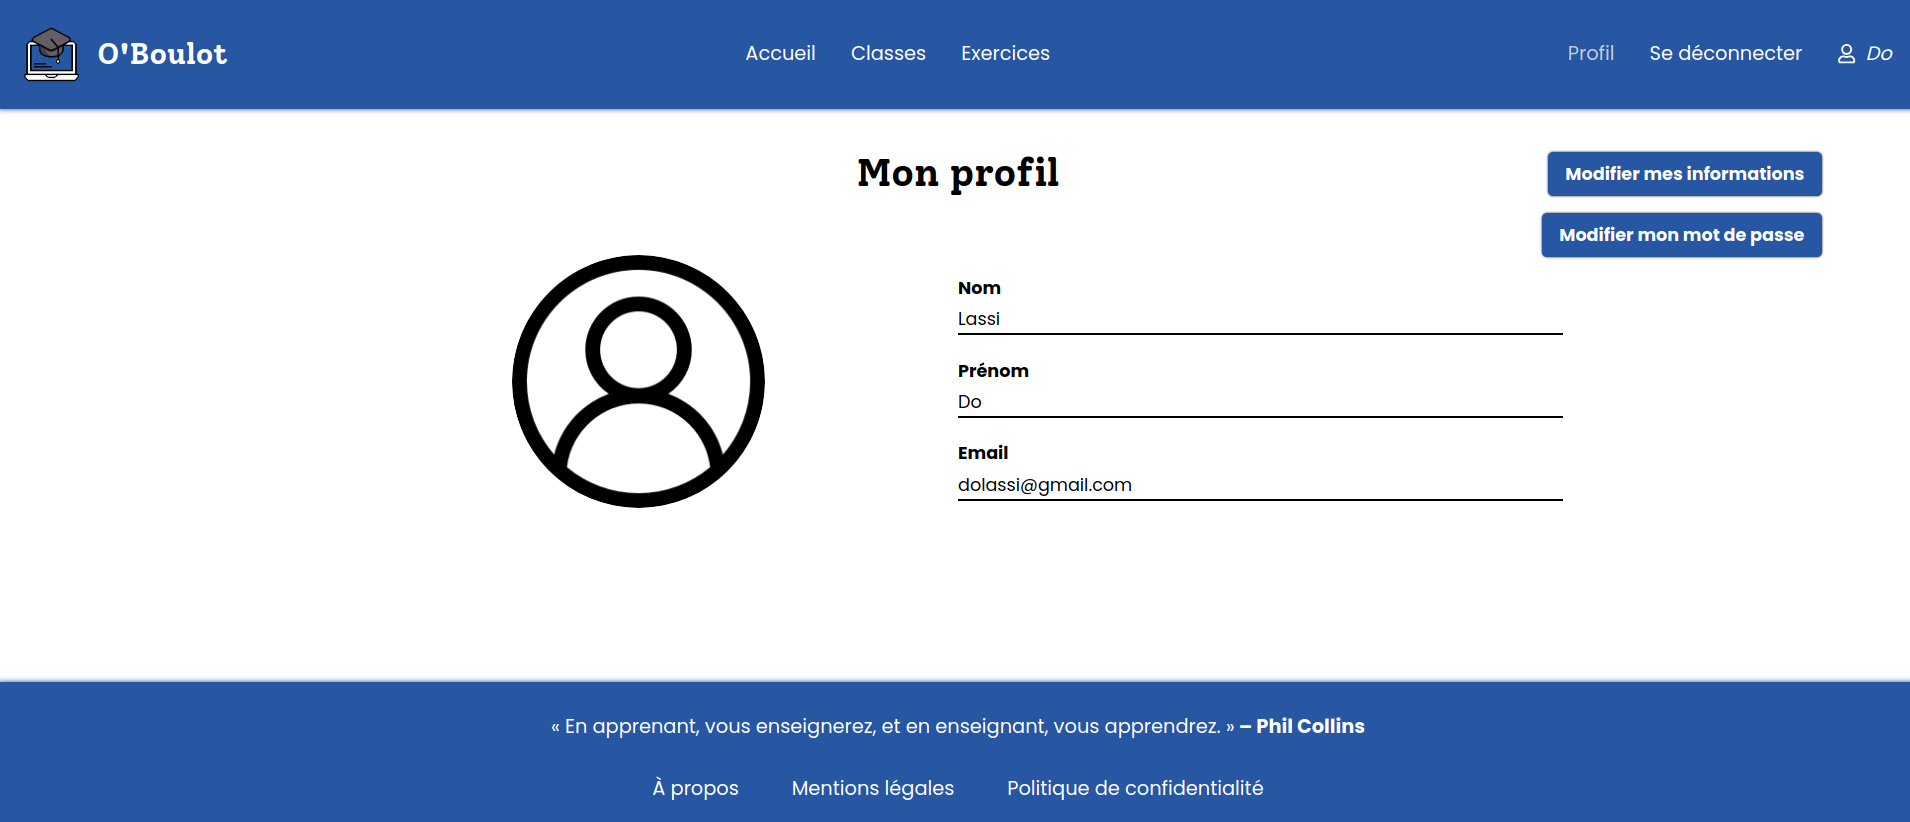 O'Boulot
Accueil Classes Exercices
Profil Se déconnecter Do
Mon profil
Modifier mes informations
Modifier mon mot de passe
Nom
Lassi
Prénom
Do
Email
dolassi@gmail.com
« En apprenant, vous enseignerez, et en enseignant, vous apprendrez. » – Phil Collins
À propos Mentions légales Politique de confidentialité